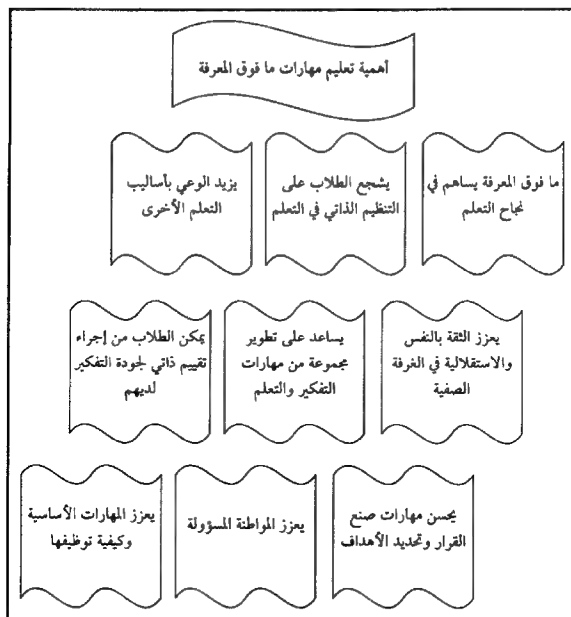 أهمية تعليم مهارات ما فوق المعرفة
ما فوق المعرفة يساهم في
نجاح التعلم
يشجع الطلاب على
التنظيم الذاتي في التعلم
يزيد الوعي بأساليب
التعلم الأخرى
يعزز الثقة بالنفس
والاستقلالية في الغرفة
الصفية
يساعد على تطوير
مجموعة من مهارات
التفكير والتعلم
يمكن الطلاب من إجراء
تقييم ذاتي لجودة التفكير
لديهم
يحسن مهارات صنع
القرار وتحديد الأهداف
يعزز المواطنة المسؤولة
يعزز المهارات الأساسية
وكيفية توظيفها